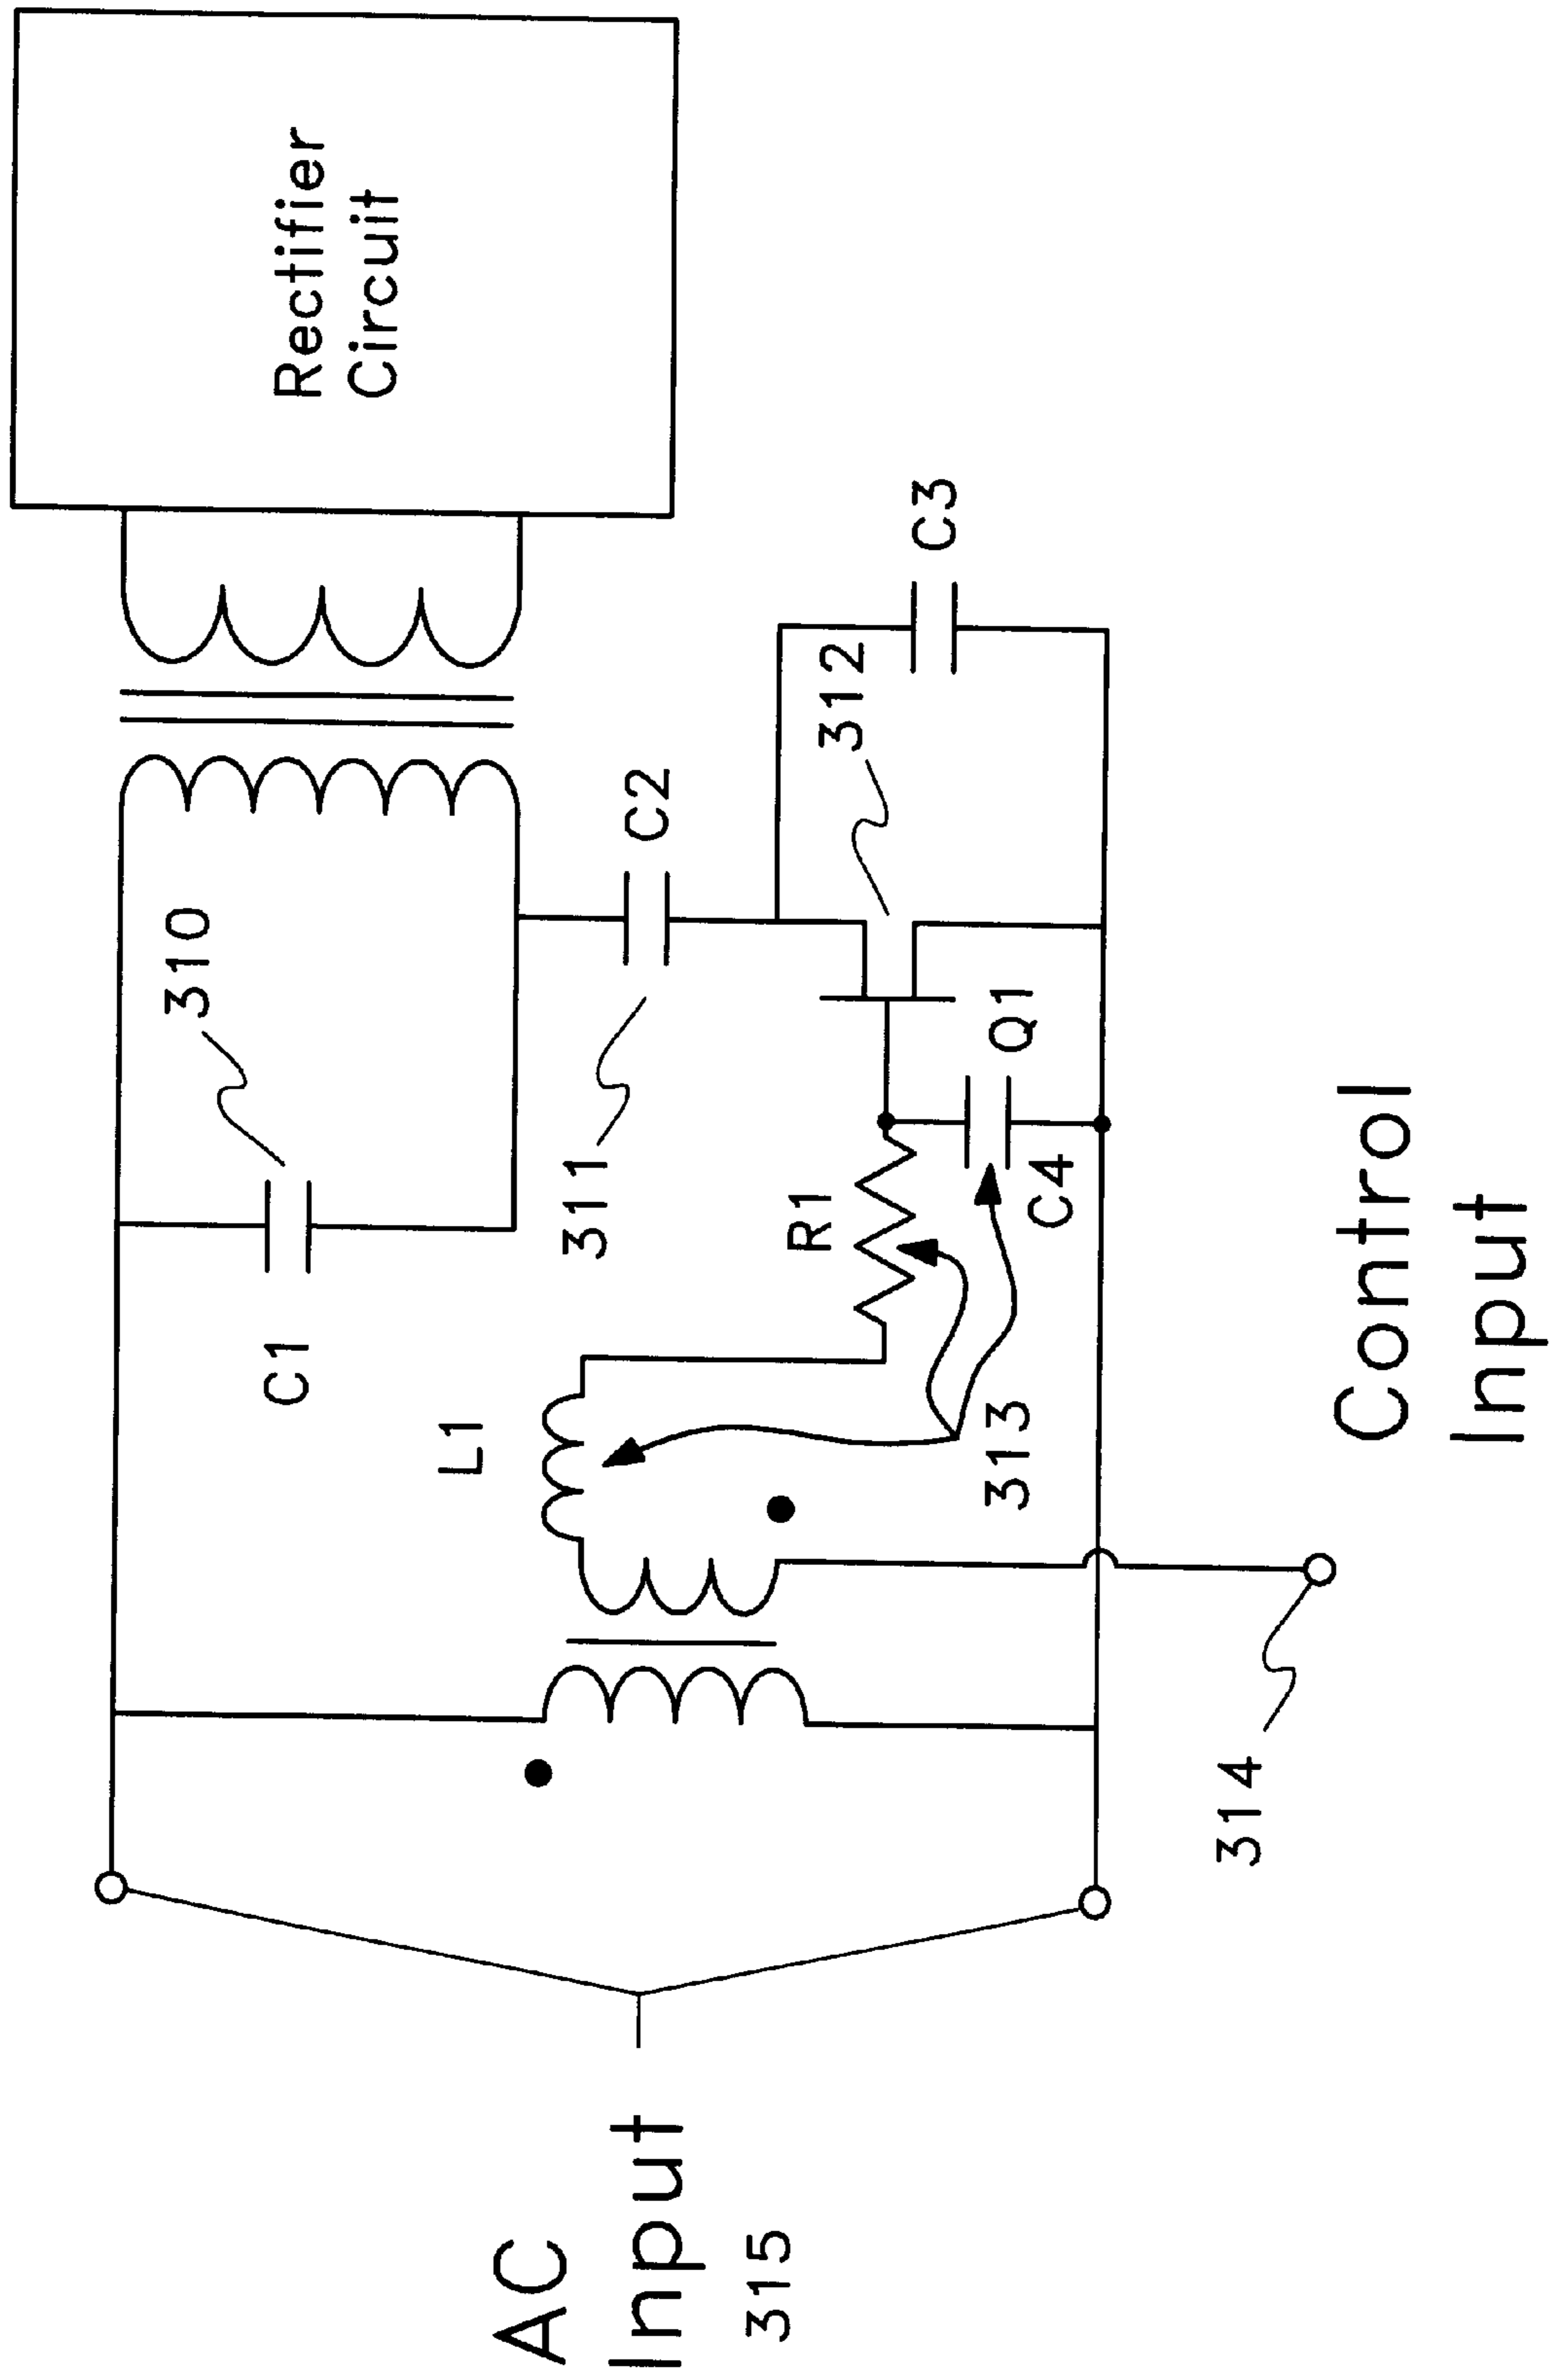 Rectifier
Circuit
310
C1
311
C2
L1
R1
312
C3
Q1
C4
313
AC
Input
315
314
Control
Input